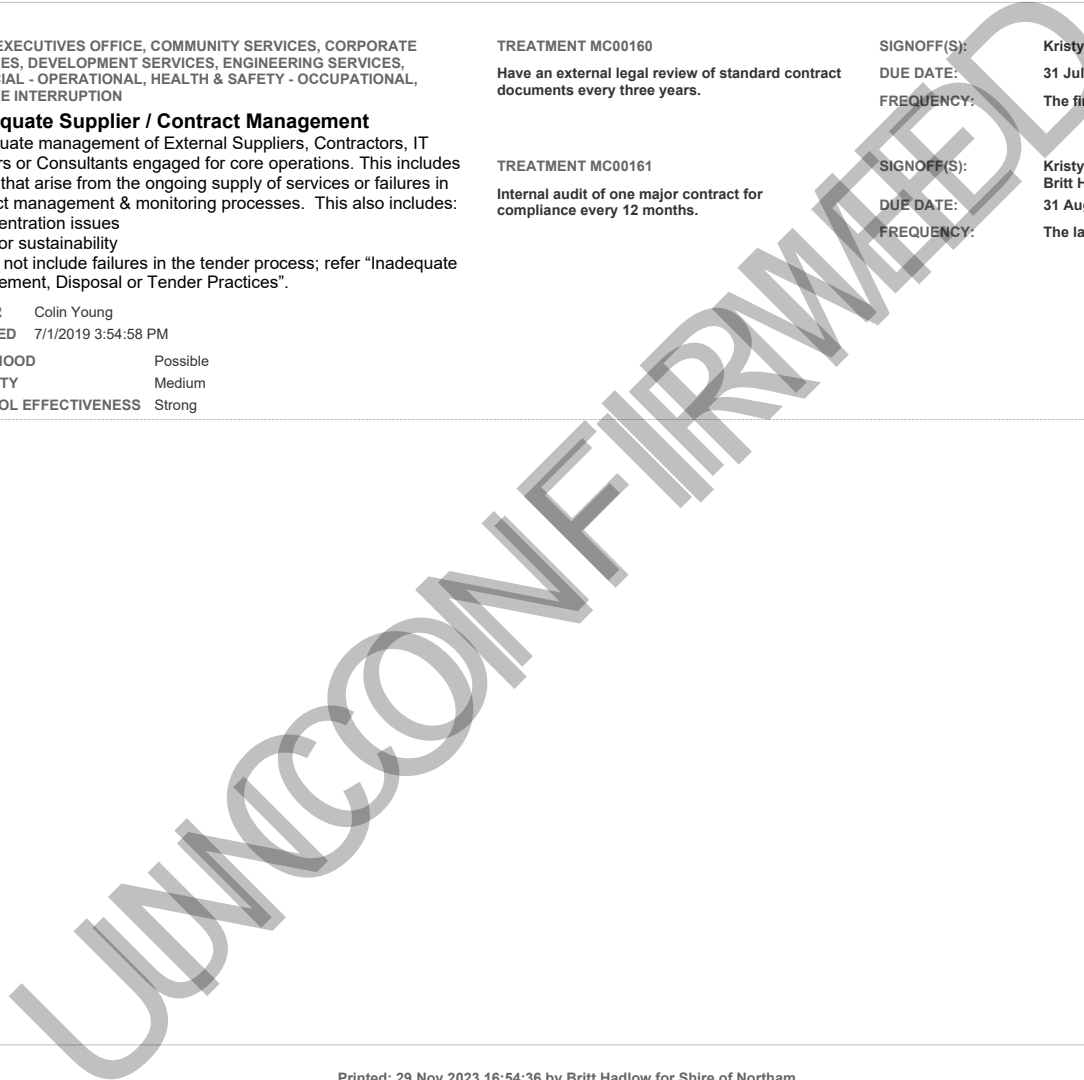 EXECUTIVES OFFICE, COMMUNITY SERVICES, CORPORATE
ES, DEVELOPMENT SERVICES, ENGINEERING SERVICES,
CIAL - OPERATIONAL, HEALTH & SAFETY - OCCUPATIONAL,
E INTERRUPTION
quate Supplier / Contract Management
uate management of External Suppliers, Contractors, IT
rs or Consultants engaged for core operations. This includes
that arise from the ongoing supply of services or failures in
ct management & monitoring processes. This also includes:
entration issues
or sustainability
not include failures in the tender process; refer “Inadequate
ement, Disposal or Tender Practices”.
R Colin Young
ED 7/1/2019 3:54:58 PM
HOOD Possible
TY Medium
OL EFFECTIVENESS Strong
TREATMENT MC00160
Have an external legal review of standard contract
documents every three years.
SIGNOFF(S): Kristy
DUE DATE: 31 Jul
FREQUENCY: The fi
TREATMENT MC00161
Internal audit of one major contract for
compliance every 12 months.
SIGNOFF(S): Kristy
Britt H
DUE DATE: 31 Aug
FREQUENCY: The la
Printed: 29 Nov 2023 16:54:36 by Britt Hadlow for Shire of Northam